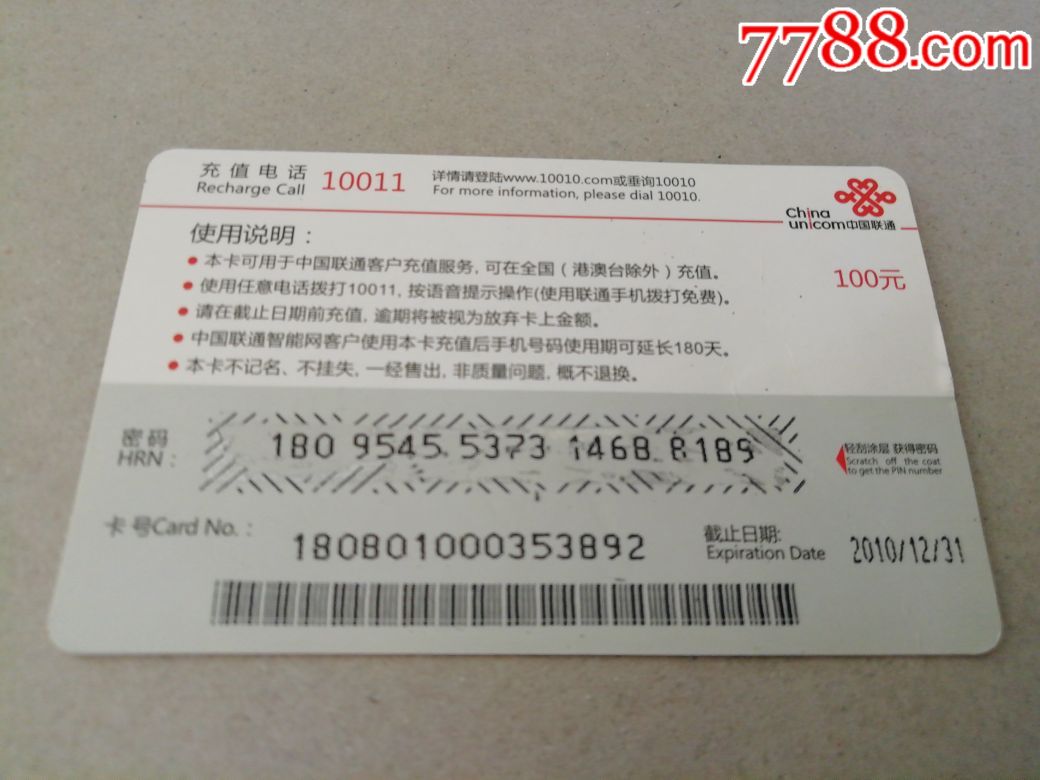 7788.com
充值电话 10011 详情请登陆www.10010.com或垂询10010
Recharge Call For more information, please dial 10010.
China
unicom中国联通
使用说明：
100元
● 本卡可用于中国联通客户充值服务, 可在全国（港澳台除外）充值。
● 使用任意电话拨打10011, 按语音提示操作(使用联通手机拨打免费)。
● 请在截止日期前充值, 逾期将被视为放弃卡上金额。
● 中国联通智能网客户使用本卡充值后手机号码使用期可延长180天。
● 本卡不记名、不挂失, 一经售出, 非质量问题, 概不退换。
密码
HRN：
180 9545 5373 1468 8189
轻刮涂层 获得密码
Scratch off the coat
to get the PIN number
卡号Card No.：
180801000353892
截止日期:
Expiration Date
2010/12/31